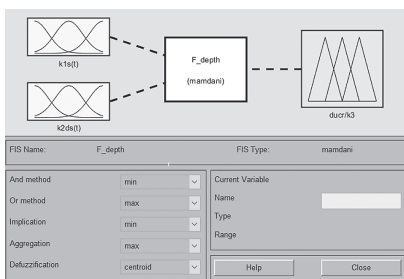 k1s(t)
k2ds(t)
F_depth
(mamdani)
ducr/k3
FIS Name: F_depth FIS Type: mamdani
And method min
Or method max
Implication min
Aggregation max
Defuzzification centroid
Current Variable
Name
Type
Range
Help Close